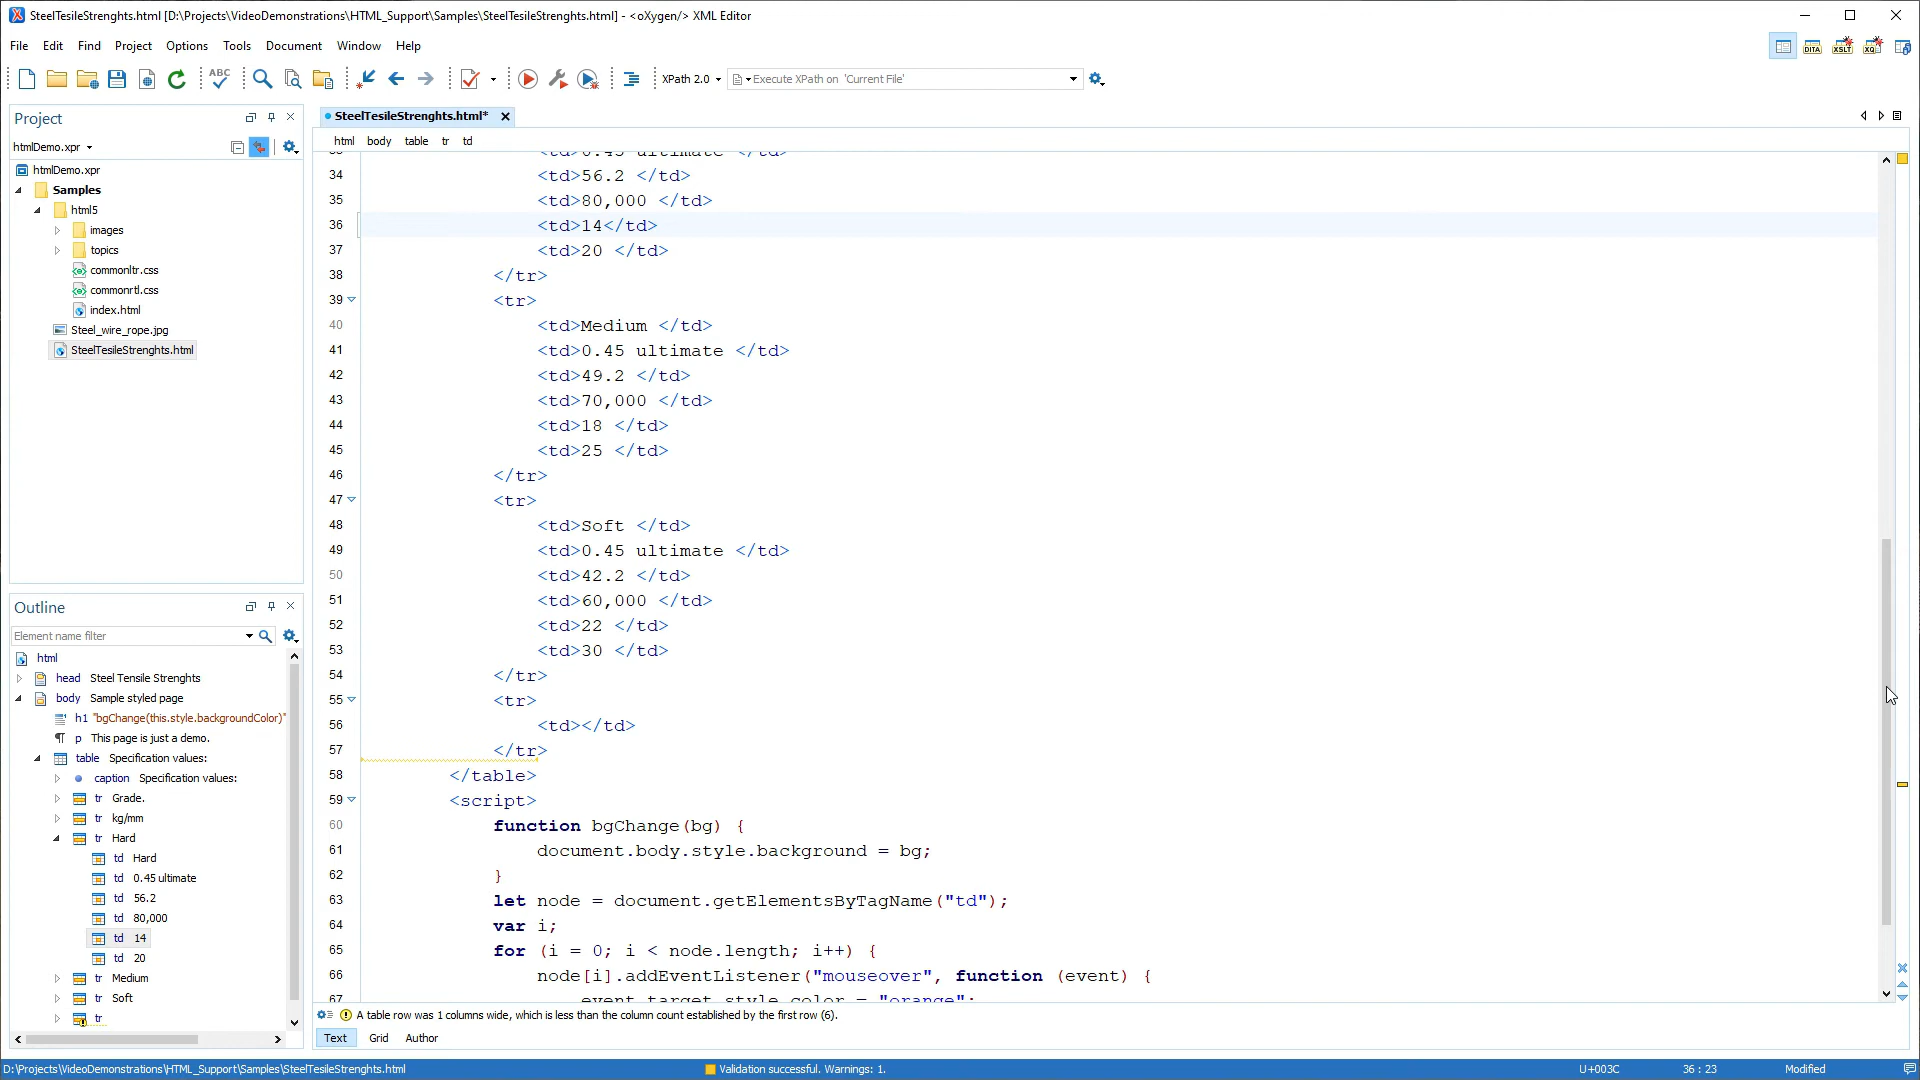 SteelTesileStrenghts.html [D:\Projects\VideoDemonstrations\HTML_Support\Samples\SteelTesileStrenghts.html] - <oXygen/> XML Editor
File Edit Find Project Options Tools Document Window Help
DITA XSLT XQ
ABC XPath 2.0 Execute XPath on 'Current File'
Project
htmlDemo.xpr
htmlDemo.xpr
Samples
html5
images
topics
commonltr.css
commonrtl.css
index.html
Steel_wire_rope.jpg
SteelTesileStrenghts.html
Outline
Element name filter
html
head Steel Tensile Strenghts
body Sample styled page
h1 "bgChange(this.style.backgroundColor)"
p This page is just a demo.
table Specification values:
caption Specification values:
tr Grade.
tr kg/mm
tr Hard
td Hard
td 0.45 ultimate
td 56.2
td 80,000
td 14
td 20
tr Medium
tr Soft
tr
SteelTesileStrenghts.html*
html body table tr td
33 <td>0.45 ultimate </td>
34 <td>56.2 </td>
35 <td>80,000 </td>
36 <td>14</td>
37 <td>20 </td>
38 </tr>
39 <tr>
40 <td>Medium </td>
41 <td>0.45 ultimate </td>
42 <td>49.2 </td>
43 <td>70,000 </td>
44 <td>18 </td>
45 <td>25 </td>
46 </tr>
47 <tr>
48 <td>Soft </td>
49 <td>0.45 ultimate </td>
50 <td>42.2 </td>
51 <td>60,000 </td>
52 <td>22 </td>
53 <td>30 </td>
54 </tr>
55 <tr>
56 <td></td>
57 </tr>
58 </table>
59 <script>
60 function bgChange(bg) {
61 document.body.style.background = bg;
62 }
63 let node = document.getElementsByTagName("td");
64 var i;
65 for (i = 0; i < node.length; i++) {
66 node[i].addEventListener("mouseover", function (event) {
67 event.target.style.color = "orange";
A table row was 1 columns wide, which is less than the column count established by the first row (6).
Text Grid Author
D:\Projects\VideoDemonstrations\HTML_Support\Samples\SteelTesileStrenghts.html Validation successful. Warnings: 1. U+003C 36 : 23 Modified